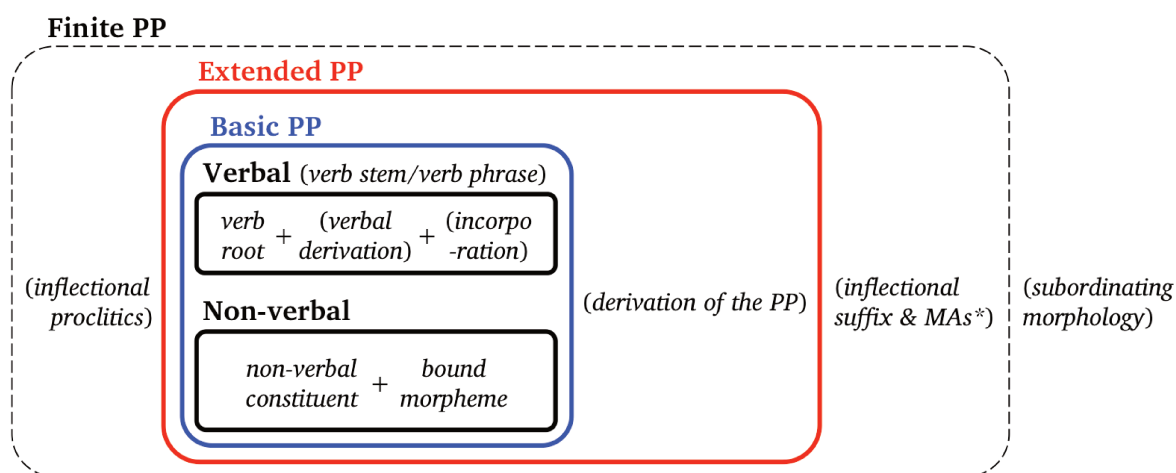 Finite PP
Extended PP
Basic PP
Verbal (verb stem/verb phrase)
verb (verbal (incorpo
root + derivation) + -ration)
(inflectional
proclitics)
Non-verbal
non-verbal + bound
constituent morpheme
(derivation of the PP)
(inflectional
suffix & MAs*)
(subordinating
morphology)